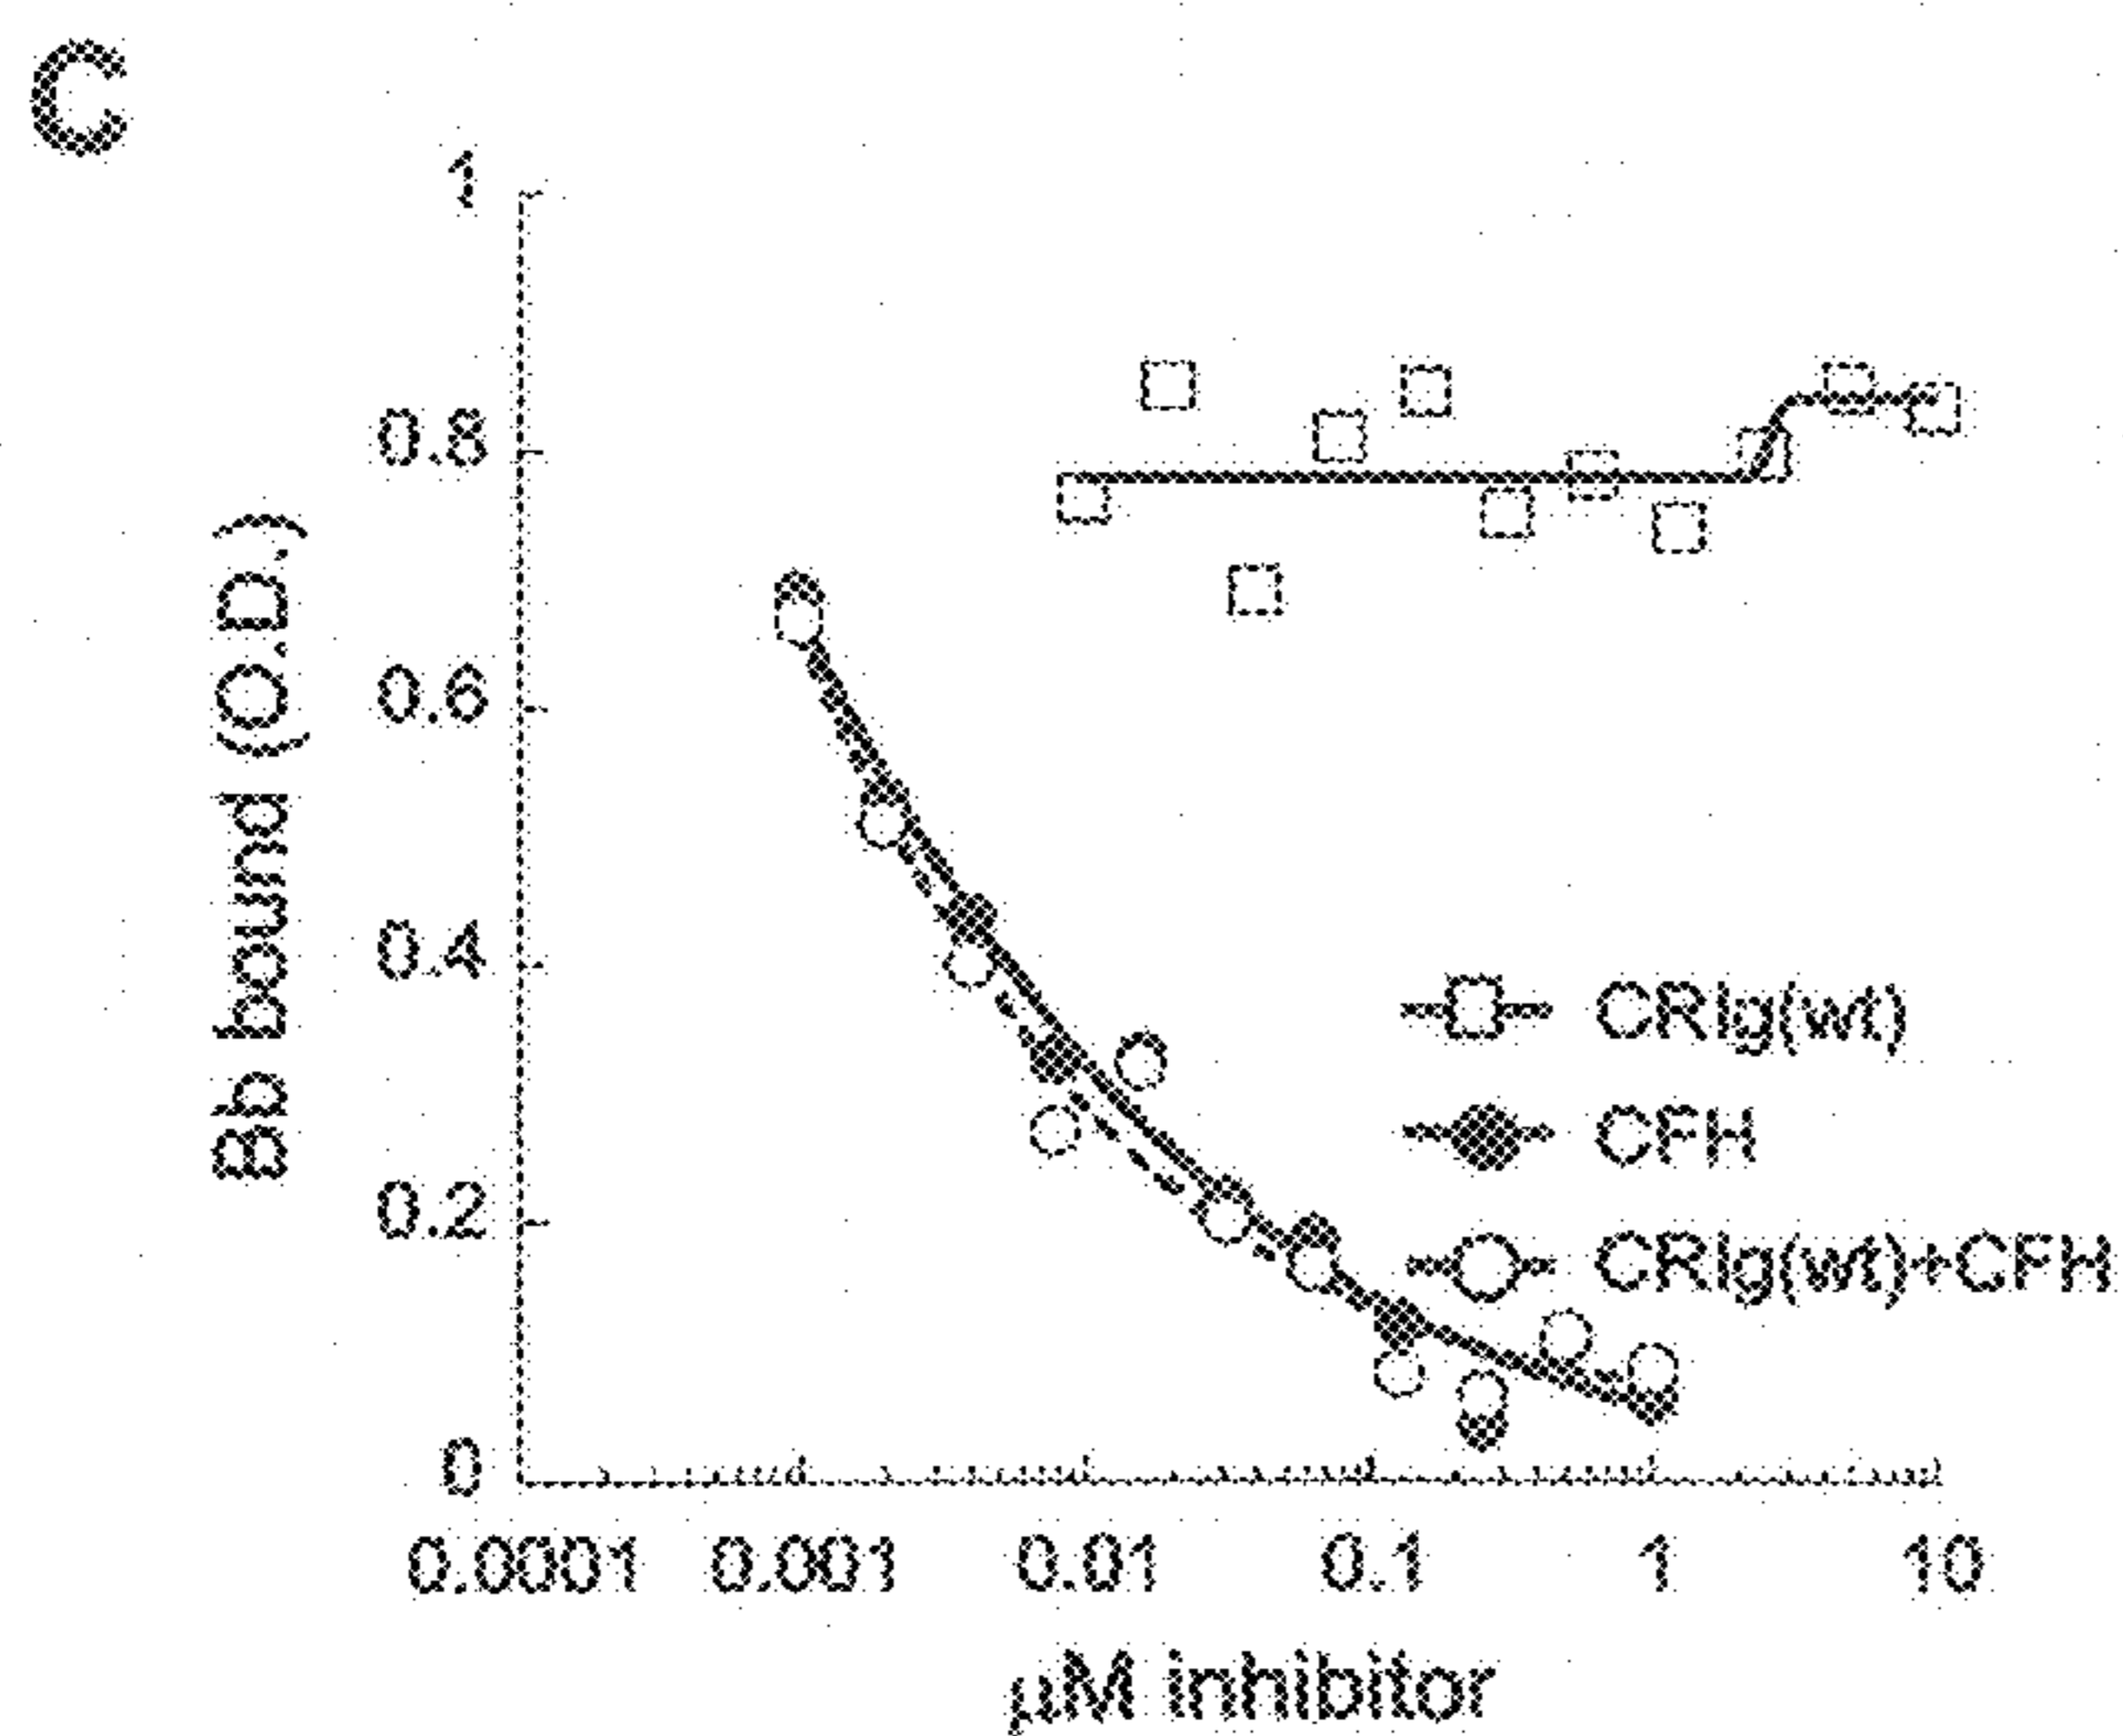 C
1
0.8
0.6
0.4
0.2
0
Bb bound (O.D.)
CRIg(wt)
CFH
CRIg(wt)+CFH
0.0001 0.001 0.01 0.1 1 10
μM inhibitor